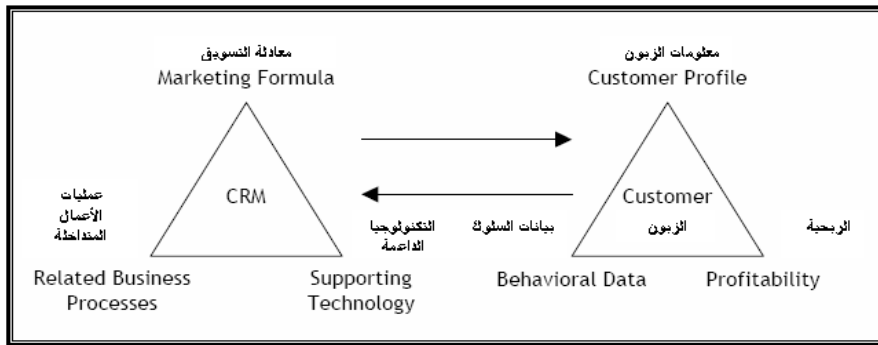 معادلة التسويق
Marketing Formula
معلومات الزبون
Customer Profile
CRM
Customer
الزبون
عمليات
الأعمال
المتداخلة
Related Business
Processes
التكنولوجيا
الداعمة
Supporting
Technology
بيانات السلوك
Behavioral Data
الربحية
Profitability